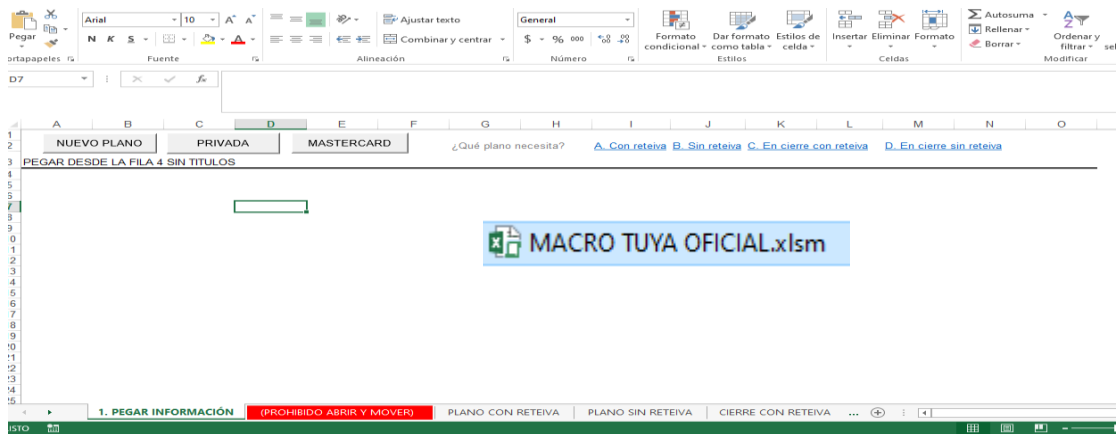 Pegar
Arial
10
A A
Ajustar texto
General
Formato condicional
Dar formato como tabla
Estilos de celda
Insertar Eliminar Formato
Autosuma
Rellenar
Borrar
Ordenar y filtrar
N K S
A
Combinar y centrar
$ % 000
ortapapeles
Fuente
Alineación
Número
Estilos
Celdas
Modificar
D7
fx
A B C D E F G H I J K L M N O
1
2
NUEVO PLANO
PRIVADA
MASTERCARD
¿Qué plano necesita?
A. Con reteiva
B. Sin reteiva
C. En cierre con reteiva
D. En cierre sin reteiva
3
PEGAR DESDE LA FILA 4 SIN TITULOS
MACRO TUYA OFICIAL.xlsm
1. PEGAR INFORMACIÓN
(PROHIBIDO ABRIR Y MOVER)
PLANO CON RETEIVA
PLANO SIN RETEIVA
CIERRE CON RETEIVA
...
LISTO